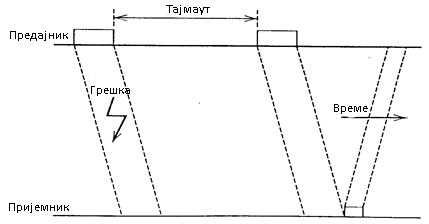 Тајмаут
Предајник
Грешка
Време
Пријемник